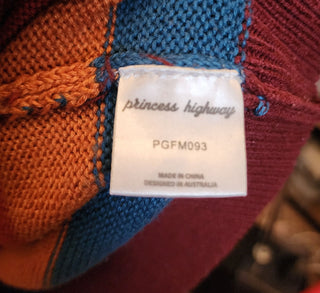 princess highway
PGFM093
MADE IN CHINA
DESIGNED IN AUSTRALIA